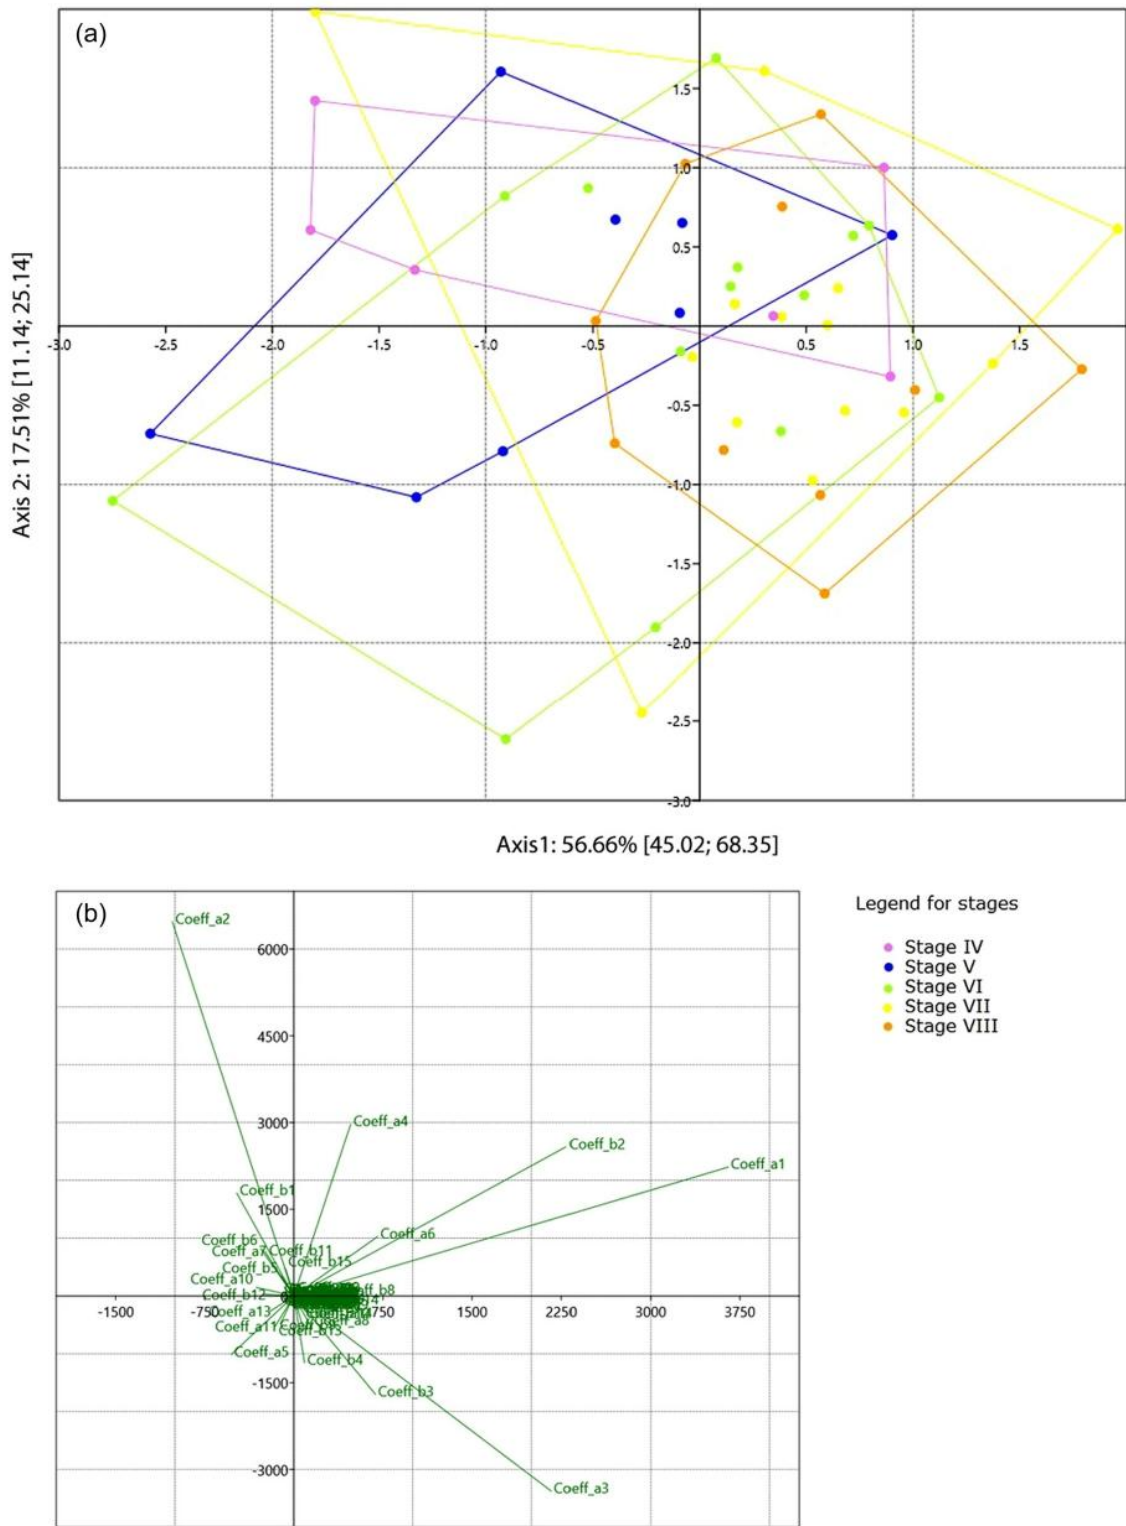 (a)
1.5
1.0
0.5
-3.0 -2.5 -2.0 -1.5 -1.0 -0.5 0.5 1.0 1.5
-0.5
-1.0
-1.5
-2.0
-2.5
-3.0
Axis 2: 17.51% [11.14; 25.14]
Axis1: 56.66% [45.02; 68.35]
(b)
Legend for stages
Stage IV
Stage V
Stage VI
Stage VII
Stage VIII
Coeff_a2
6000
4500
3000
Coeff_a4
Coeff_b2
Coeff_a1
Coeff_b1
1500
Coeff_a6
Coeff_b6
Coeff_a7 Coeff_b11
Coeff_b15
Coeff_b5
Coeff_a10
Coeff_b12
-1500 -750 1500 2250 3000 3750
Coeff_a13
Coeff_a11
Coeff_b13
Coeff_a5
Coeff_b4
-1500
Coeff_b3
-3000
Coeff_a3